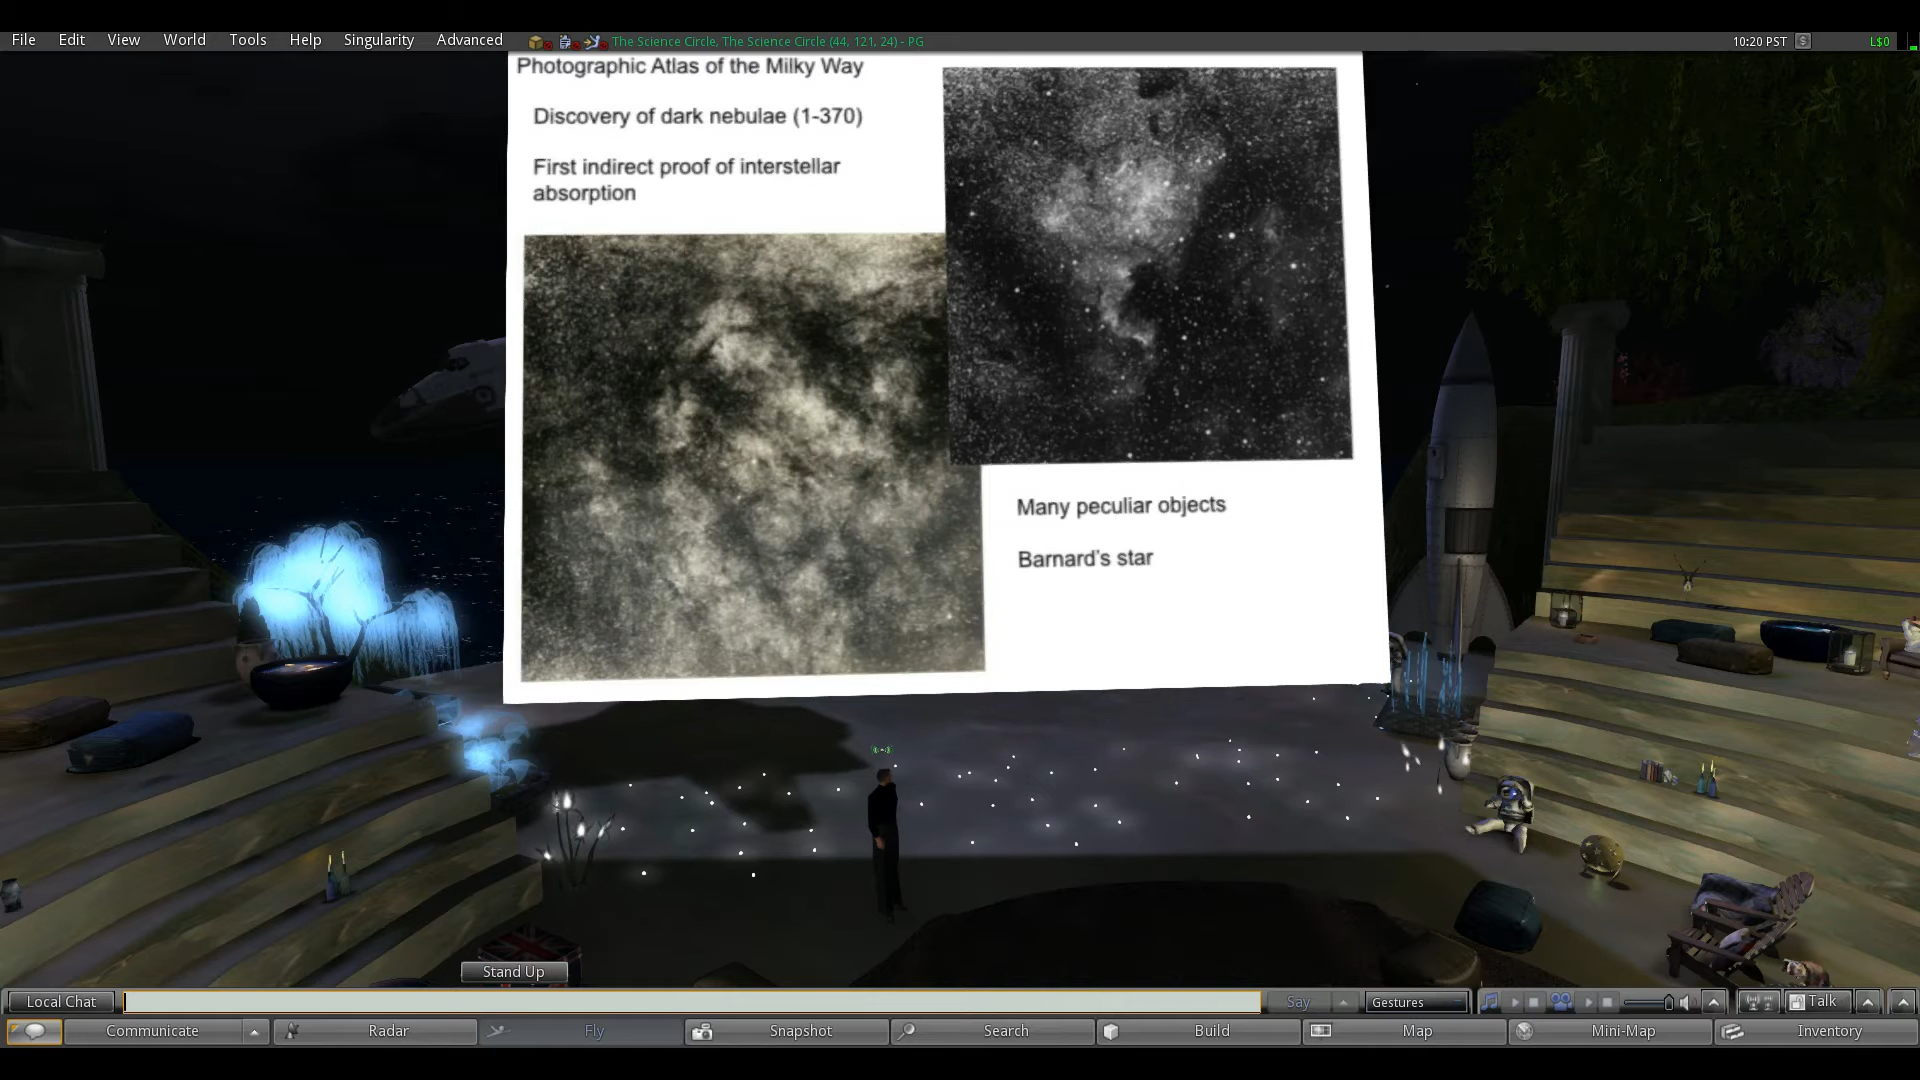 File Edit View World Tools Help Singularity Advanced The Science Circle, The Science Circle (44, 121, 24) - PG 10:20 PST L$0
Photographic Atlas of the Milky Way
Discovery of dark nebulae (1-370)
First indirect proof of interstellar
absorption
Many peculiar objects
Barnard's star
Stand Up
Local Chat Say Gestures Talk
Communicate Radar Fly Snapshot Search Build Map Mini-Map Inventory